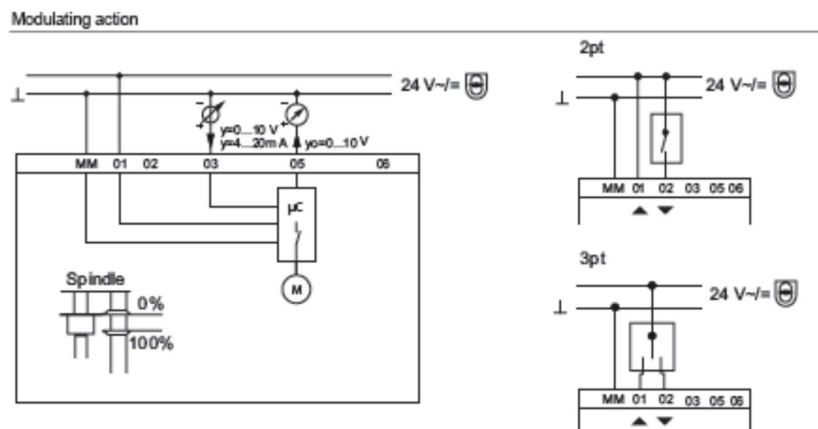 Modulating action
2pt
24 V~/=
24 V~/=
y=0...10 V
y=4...20mA
yo=0...10 V
MM 01 02 03 05 06
MM 01 02 03 05 06
µC
M
Spindle
0%
100%
3pt
24 V~/=
MM 01 02 03 05 06